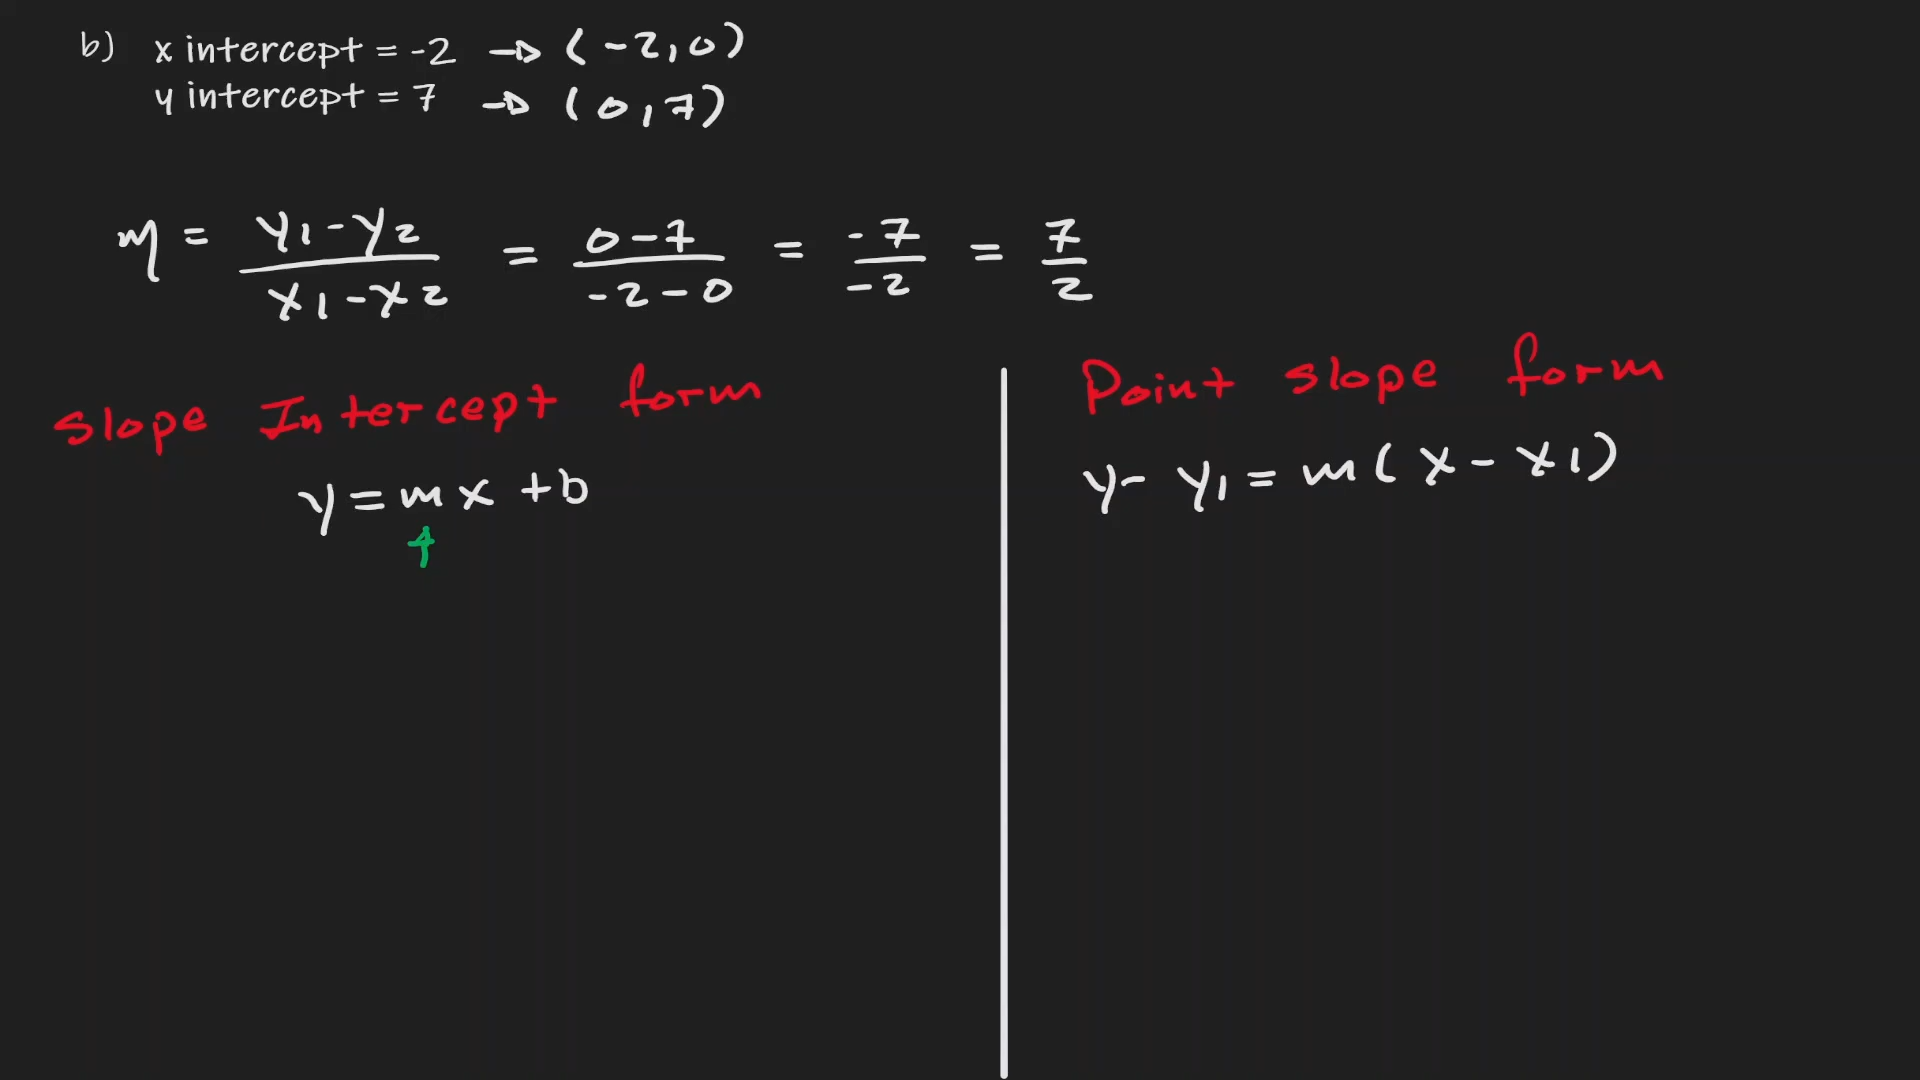 b) x intercept = -2 → (-2,0)
y intercept = 7 → (0,7)
m = y1-y2 / x1-x2 = 0-7 / -2-0 = -7 / -2 = 7 / 2
Slope Intercept form
y=mx+b
Point slope form
y-y1=m(x-x1)